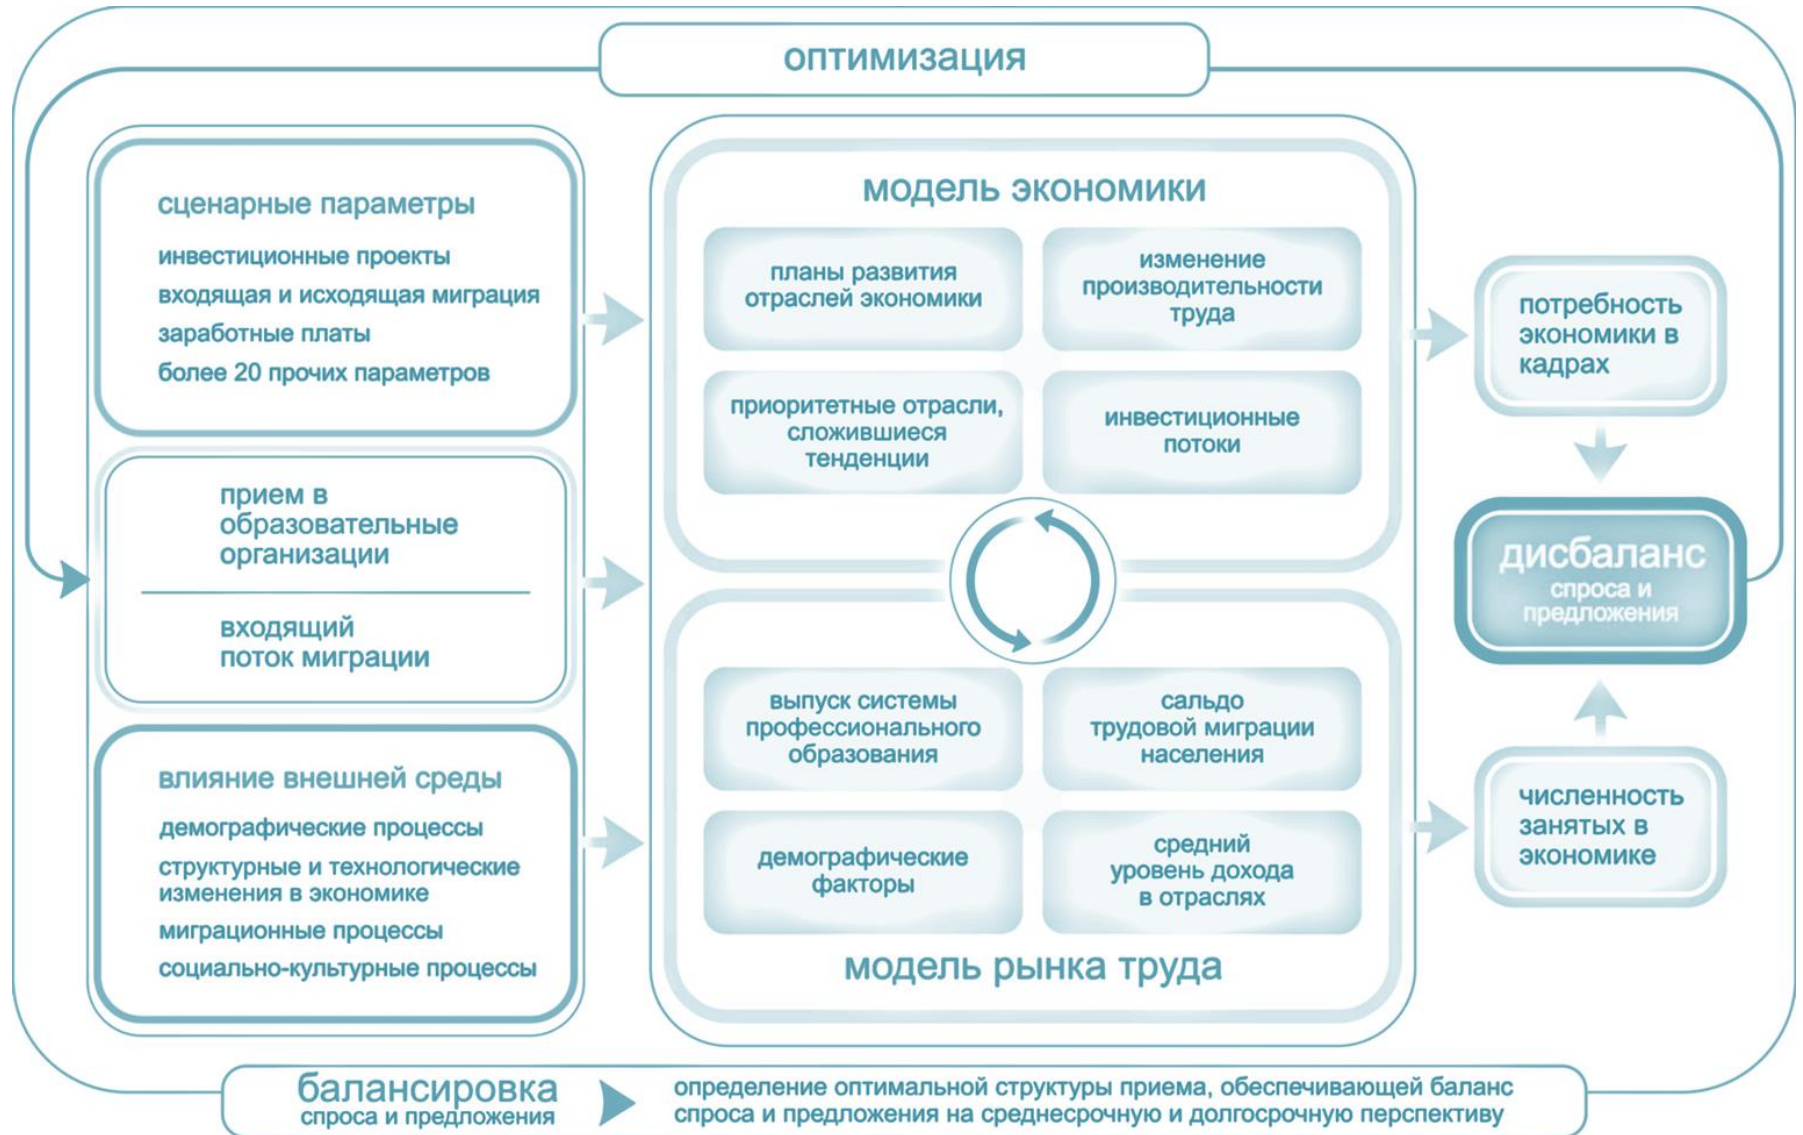 оптимизация
сценарные параметры
инвестиционные проекты
входящая и исходящая миграция
заработные платы
более 20 прочих параметров
прием в
образовательные
организации
входящий
поток миграции
влияние внешней среды
демографические процессы
структурные и технологические
изменения в экономике
миграционные процессы
социально-культурные процессы
модель экономики
планы развития
отраслей экономики
изменение
производительности
труда
приоритетные отрасли,
сложившиеся
тенденции
инвестиционные
потоки
выпуск системы
профессионального
образования
сальдо
трудовой миграции
населения
демографические
факторы
средний
уровень дохода
в отраслях
модель рынка труда
потребность
экономики в
кадрах
дисбаланс
спроса и
предложения
численность
занятых в
экономике
балансировка
спроса и предложения
определение оптимальной структуры приема, обеспечивающей баланс
спроса и предложения на среднесрочную и долгосрочную перспективу